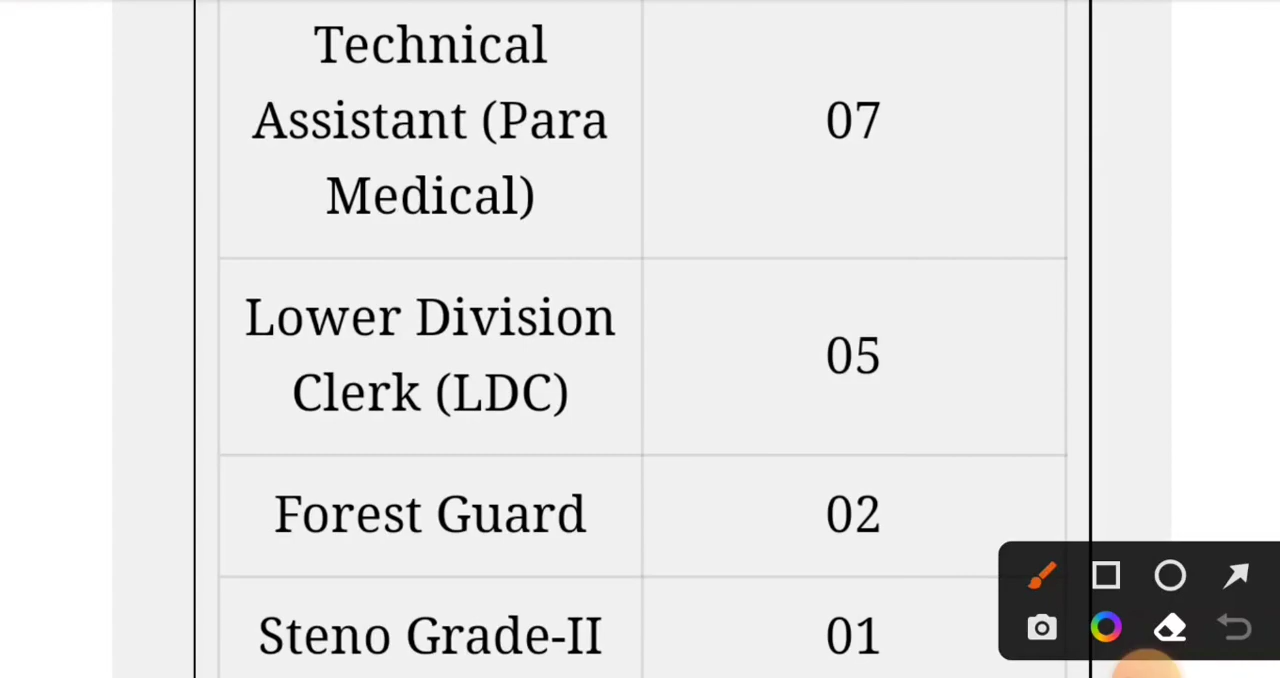 Technical
Assistant (Para
Medical)
07
Lower Division
Clerk (LDC)
05
Forest Guard
02
Steno Grade-II
01